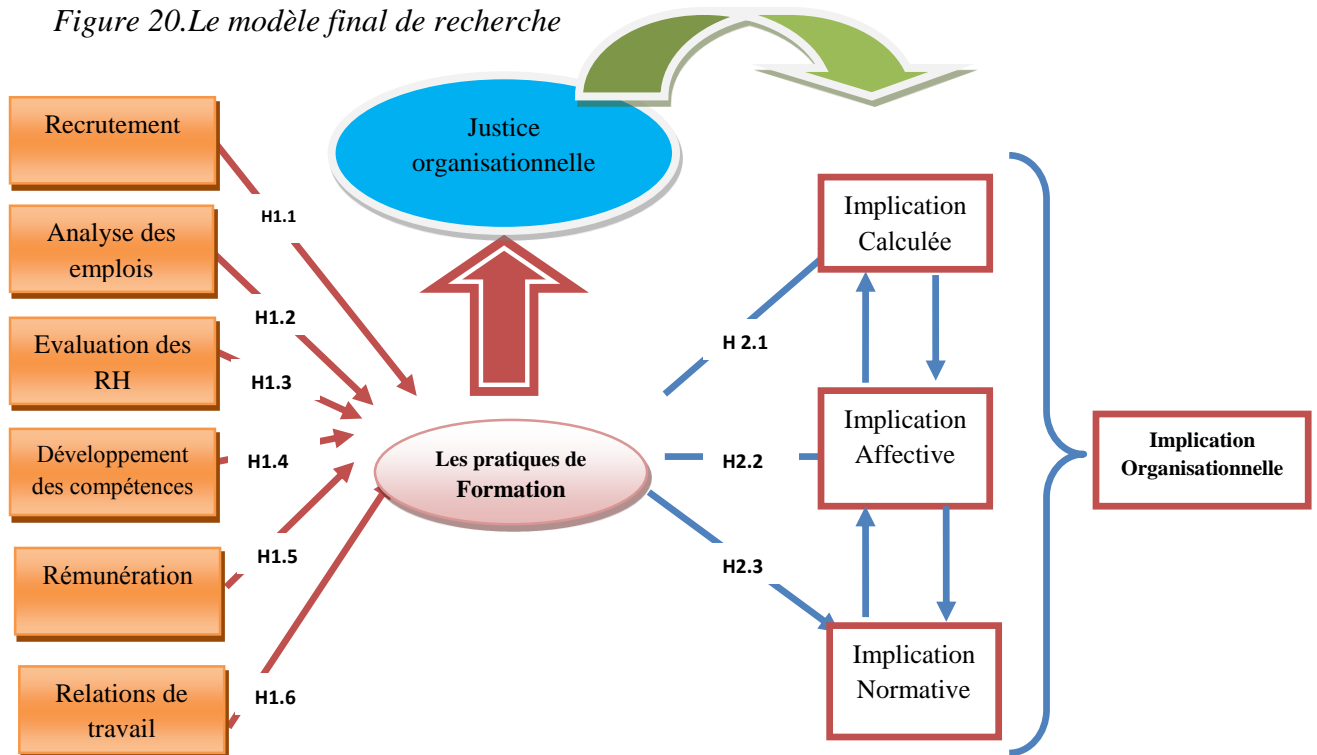 Figure 20.Le modèle final de recherche
Justice
organisationnelle
Recrutement
Analyse des
emplois
Evaluation des
RH
Développement
des compétences
Rémunération
Relations de
travail
H1.1
H1.2
H1.3
H1.4
H1.5
H1.6
Les pratiques de
Formation
H 2.1
H2.2
H2.3
Implication
Calculée
Implication
Affective
Implication
Normative
Implication
Organisationnelle